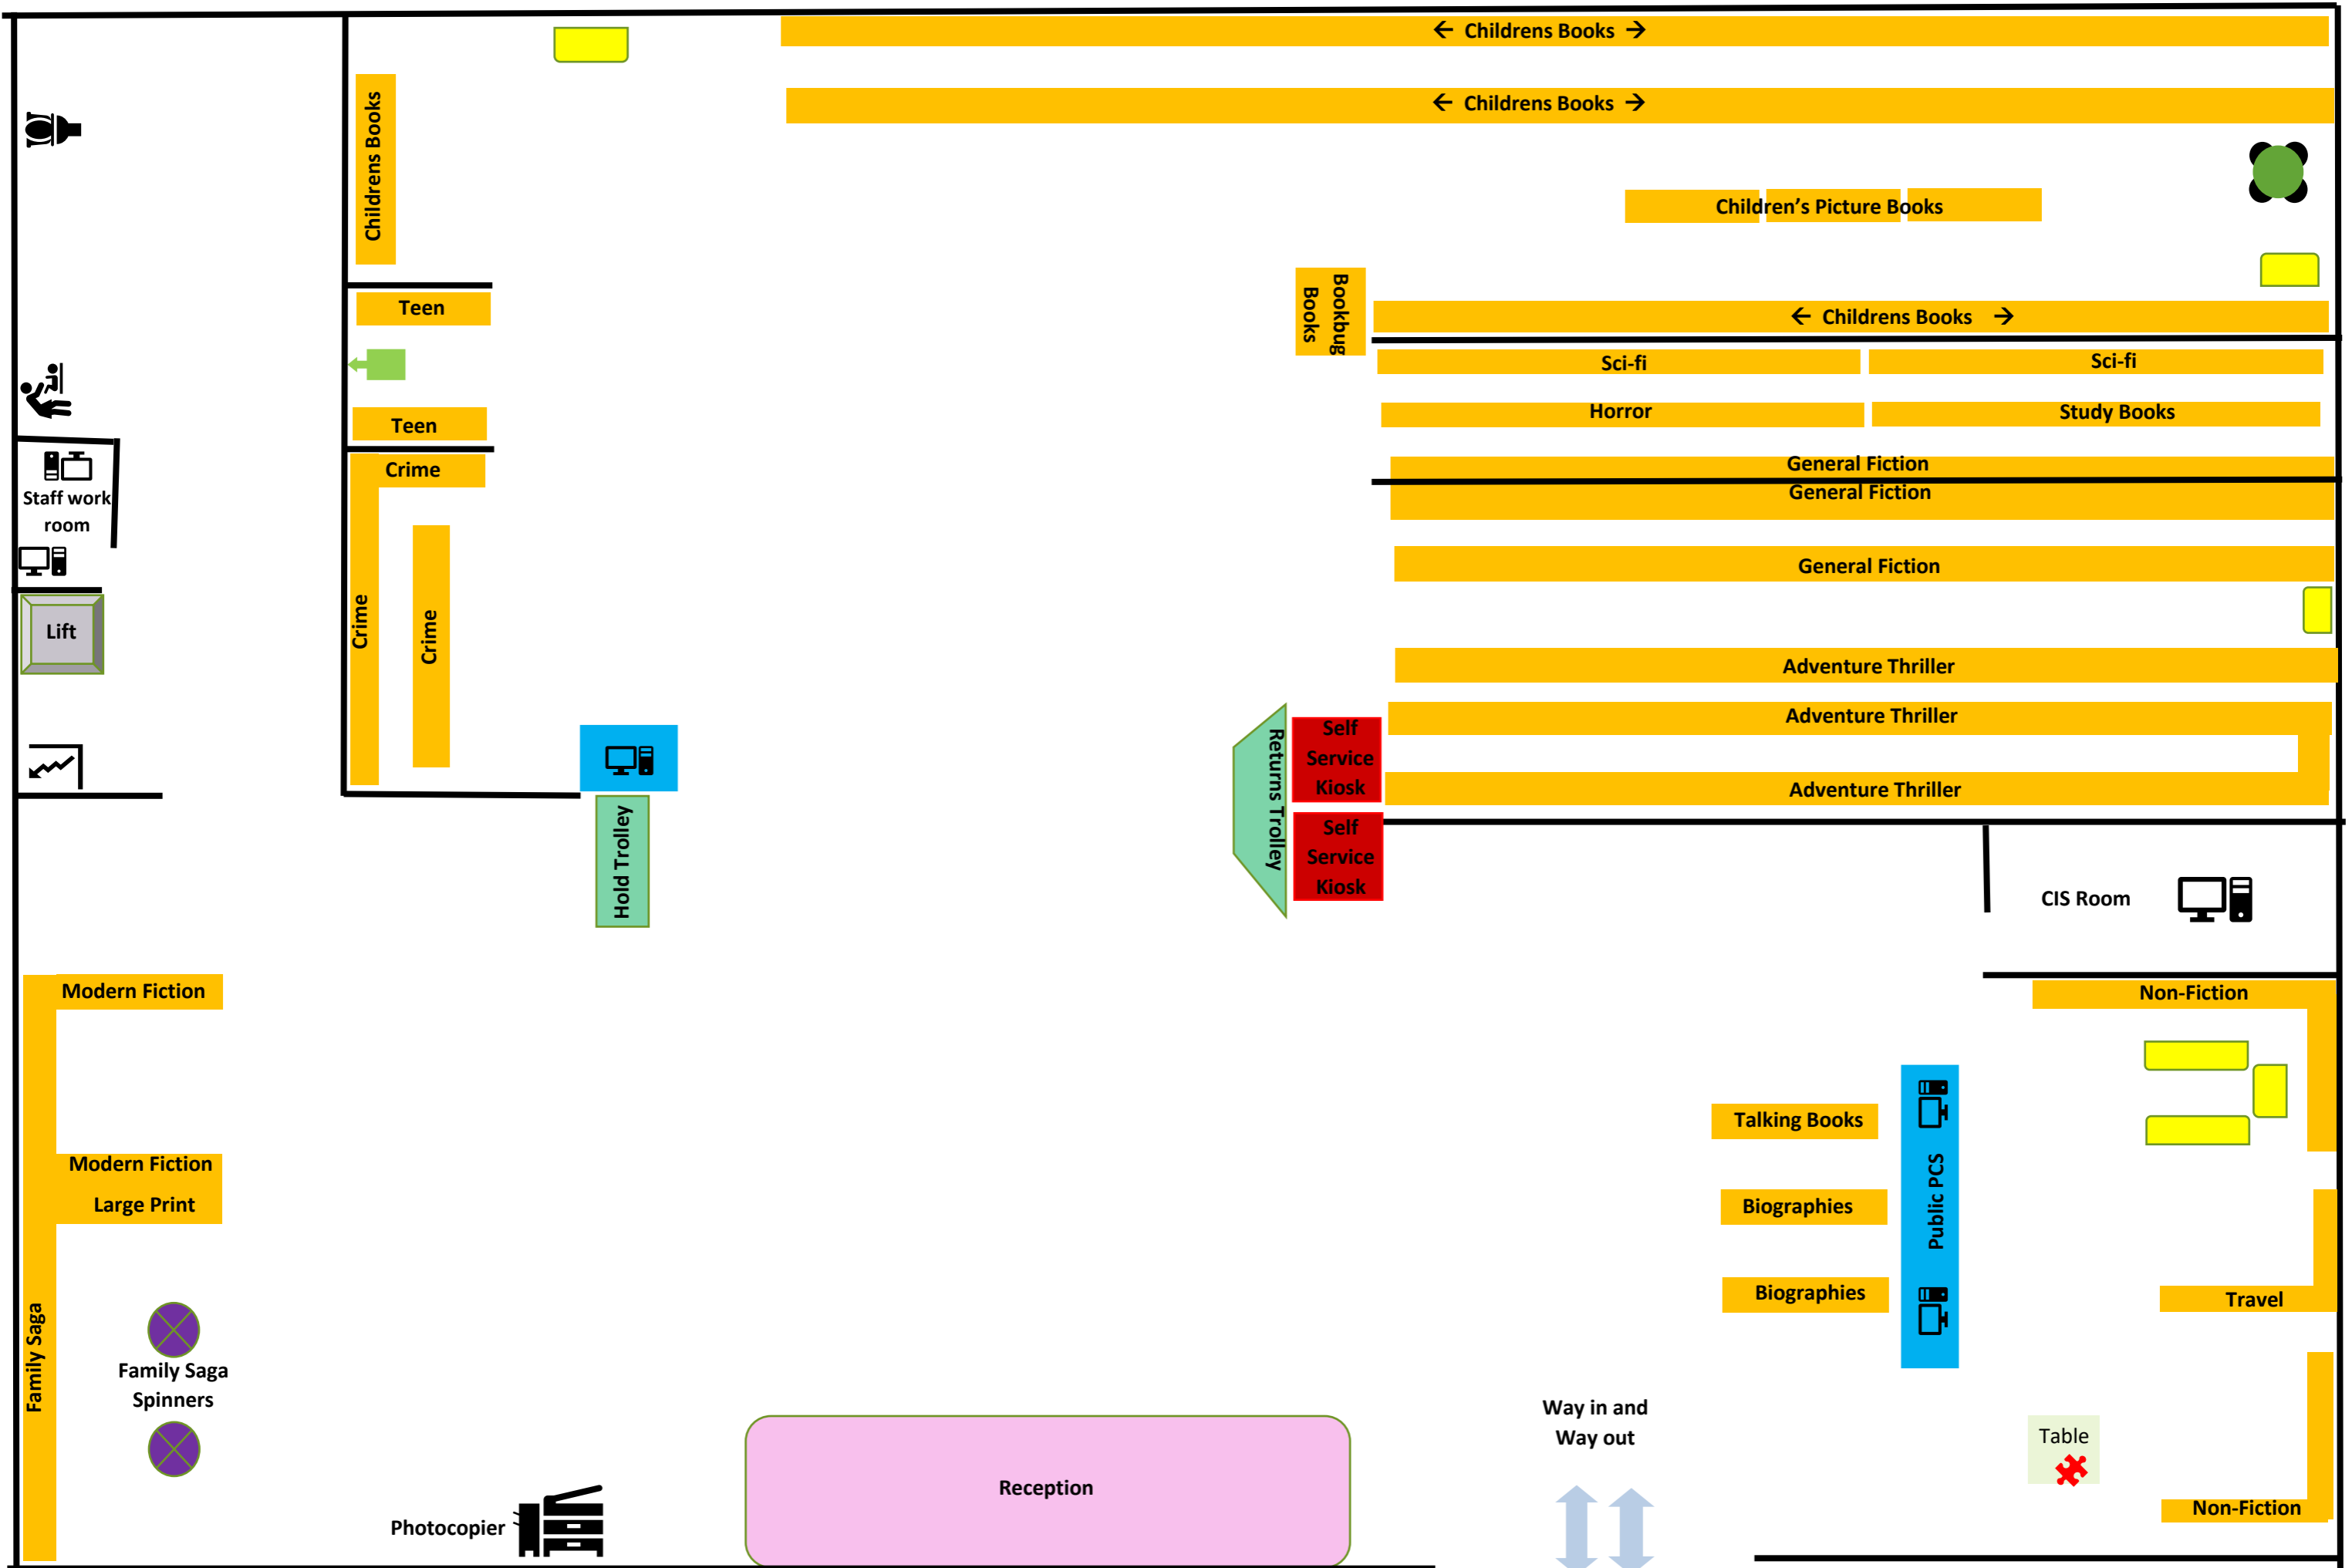 ← Childrens Books →
← Childrens Books →
Childrens Books
Children's Picture Books
Bookbug
Books
← Childrens Books →
Teen
Sci-fi
Sci-fi
Teen
Horror
Study Books
Crime
General Fiction
General Fiction
Staff work
room
General Fiction
Crime
Crime
Lift
Adventure Thriller
Adventure Thriller
Adventure Thriller
Self
Service
Kiosk
Returns Trolley
Self
Service
Kiosk
Hold Trolley
CIS Room
Modern Fiction
Non-Fiction
Talking Books
Public PCS
Modern Fiction
Large Print
Biographies
Biographies
Travel
Family Saga
Family Saga
Spinners
Way in and
Way out
Table
Reception
Photocopier
Non-Fiction